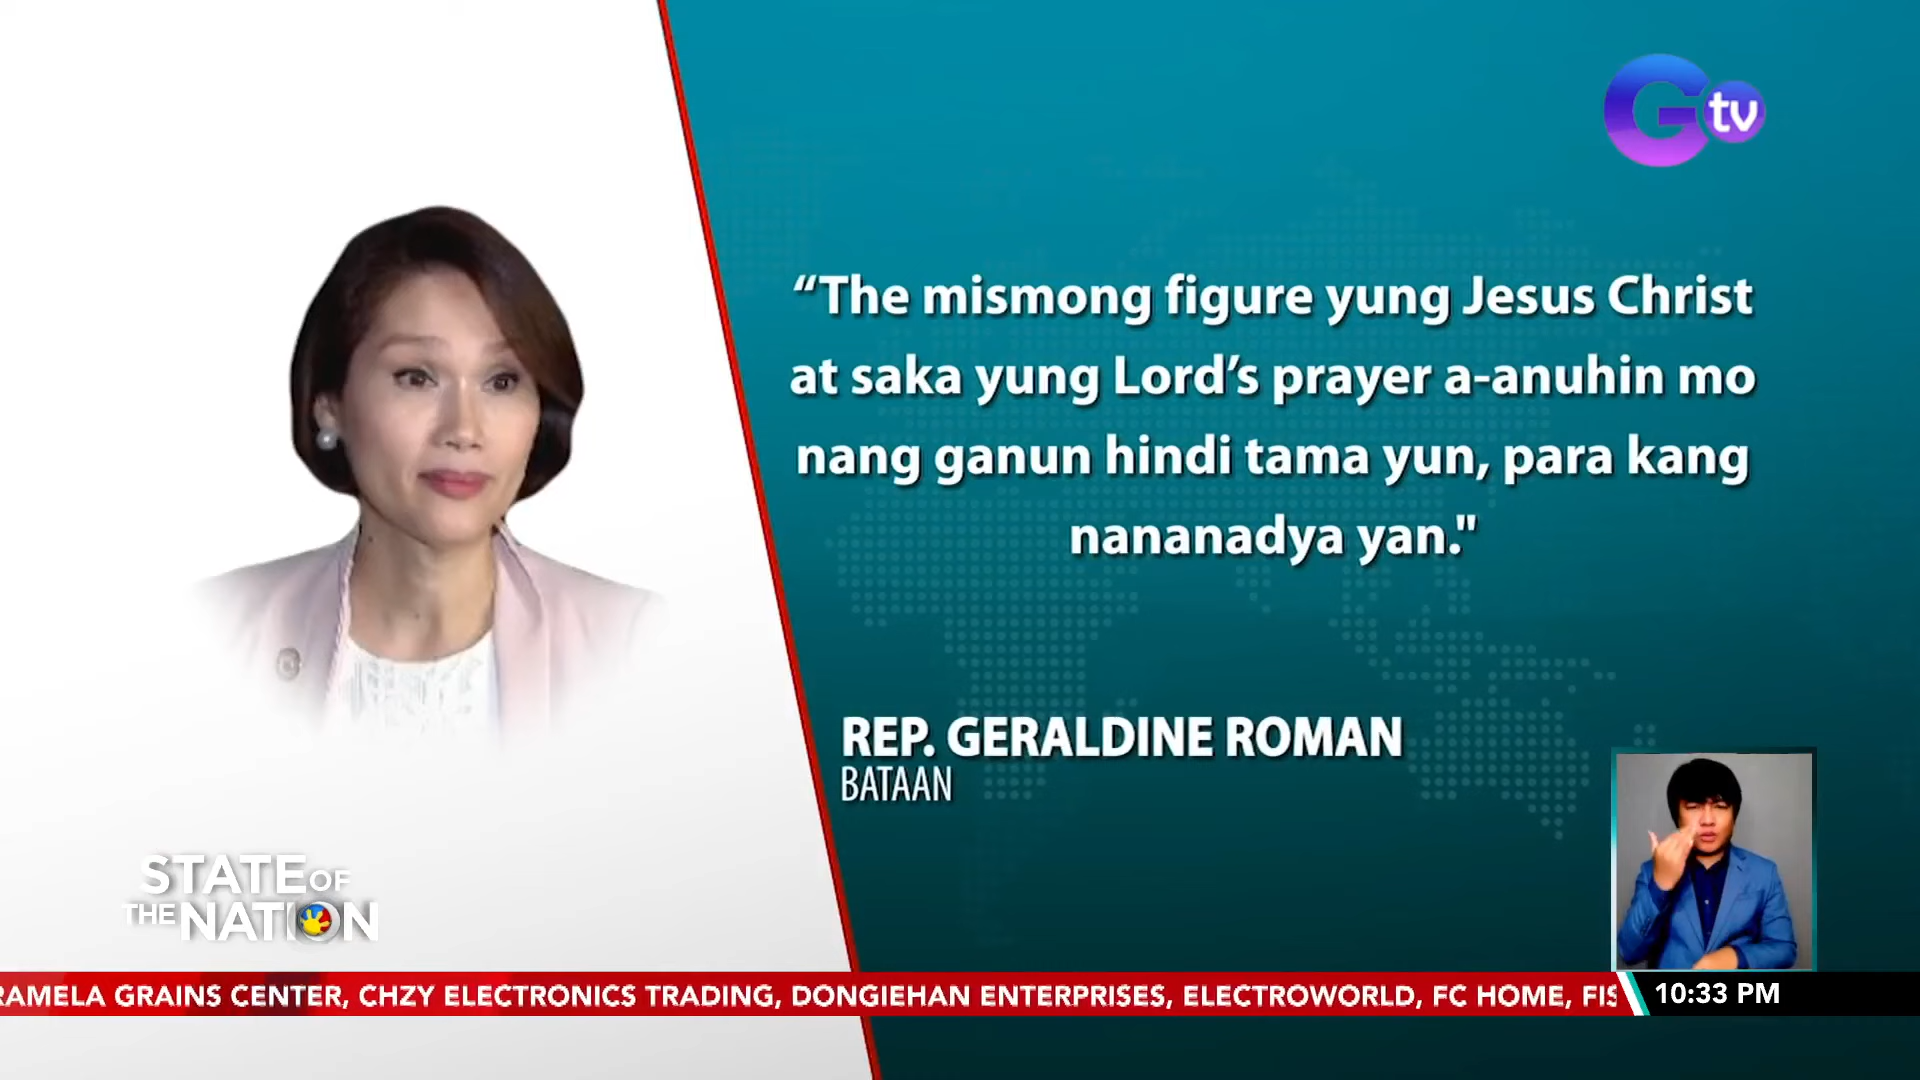 Gtv
“The mismong figure yung Jesus Christ
at saka yung Lord’s prayer a-anuhin mo
nang ganun hindi tama yun, para kang
nananadya yan."
REP. GERALDINE ROMAN
BATAAN
STATE OF
THE NATION
RAMELA GRAINS CENTER, CHZY ELECTRONICS TRADING, DONGIEHAN ENTERPRISES, ELECTROWORLD, FC HOME, FIS
10:33 PM